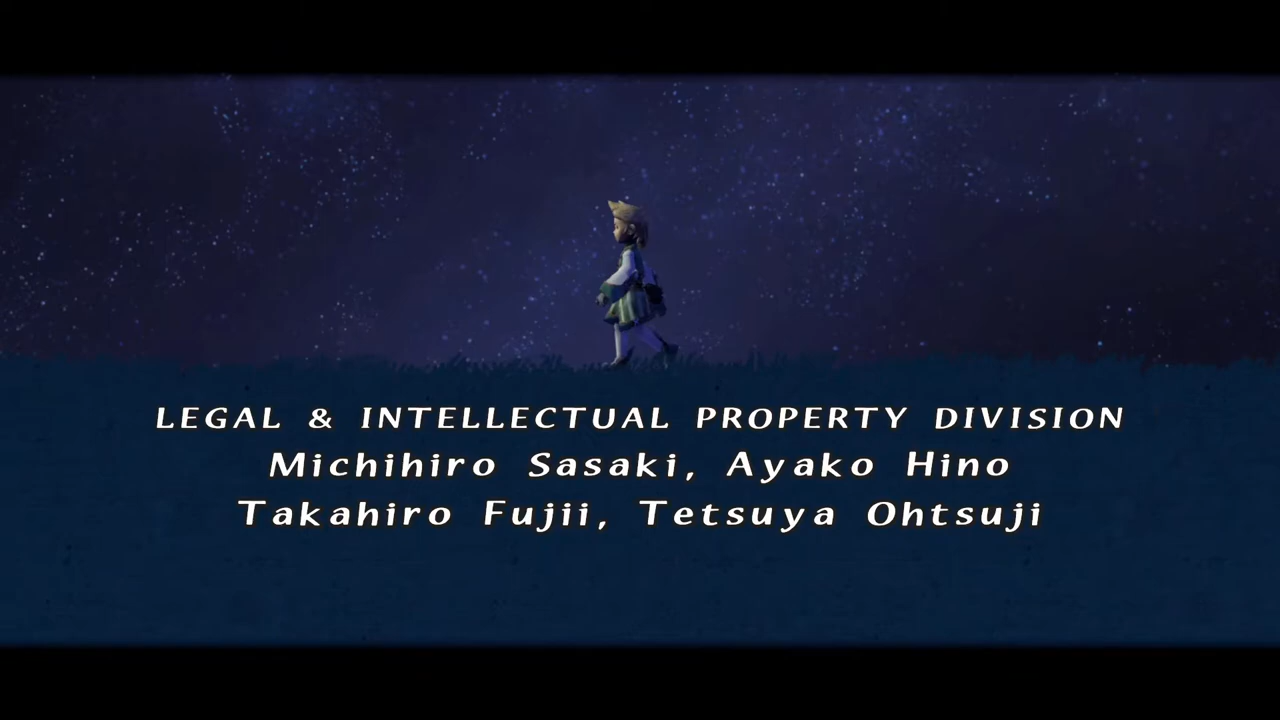 LEGAL & INTELLECTUAL PROPERTY DIVISION
Michihiro Sasaki, Ayako Hino
Takahiro Fujii, Tetsuya Ohtsuji